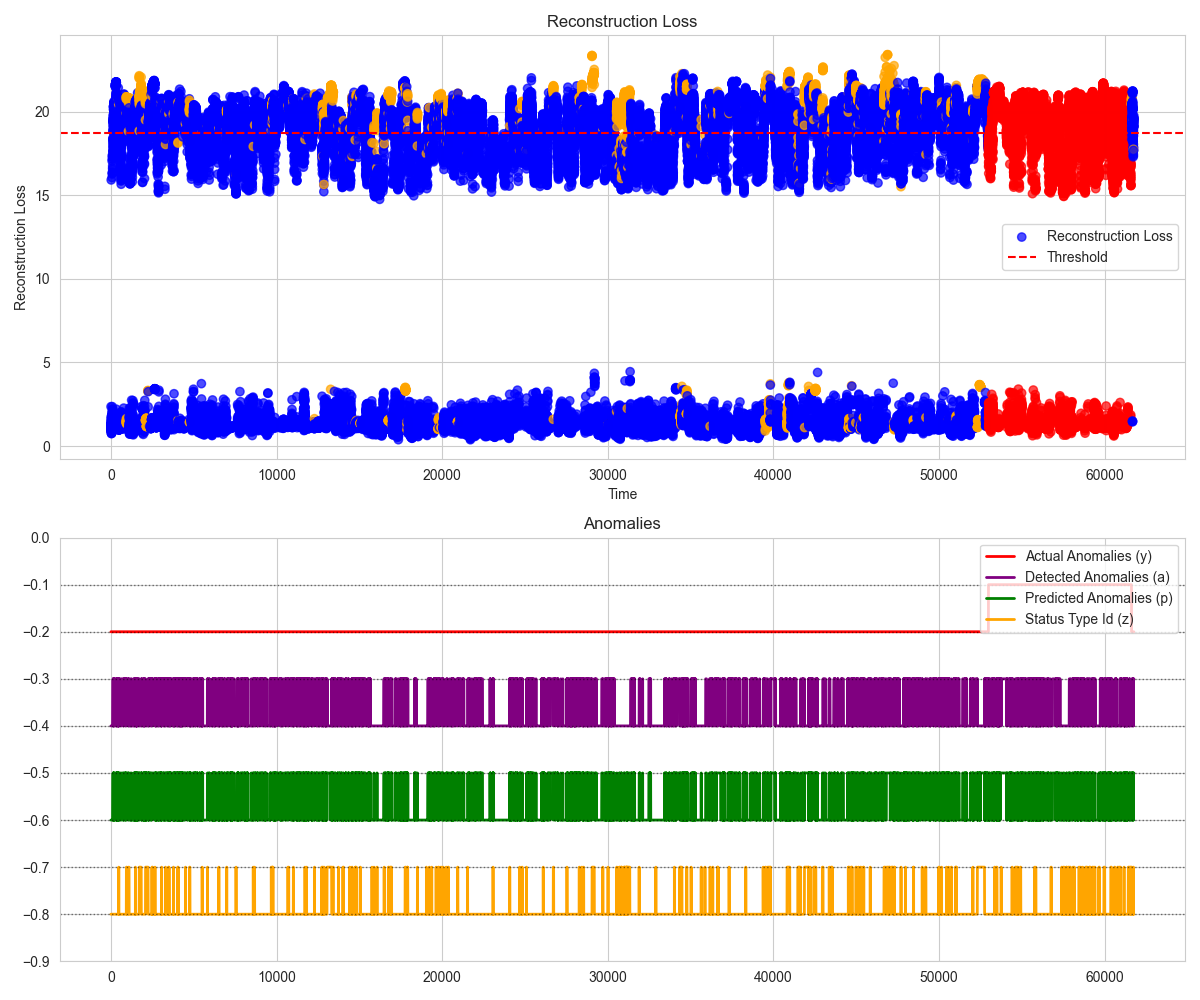 Reconstruction Loss
Reconstruction Loss
20
15
10
5
0
Reconstruction Loss
Threshold
0
10000
20000
30000
40000
50000
60000
Time
Anomalies
0.0
−0.1
−0.2
−0.3
−0.4
−0.5
−0.6
−0.7
−0.8
−0.9
Actual Anomalies (y)
Detected Anomalies (a)
Predicted Anomalies (p)
Status Type Id (z)
0
10000
20000
30000
40000
50000
60000